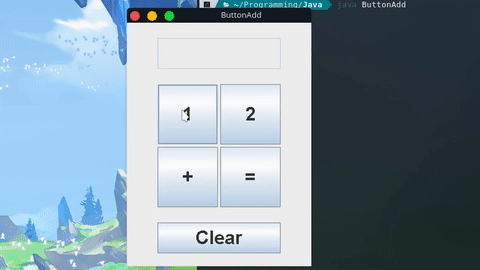 ~/Programming/Java java ButtonAdd
ButtonAdd
1 2
+ =
Clear